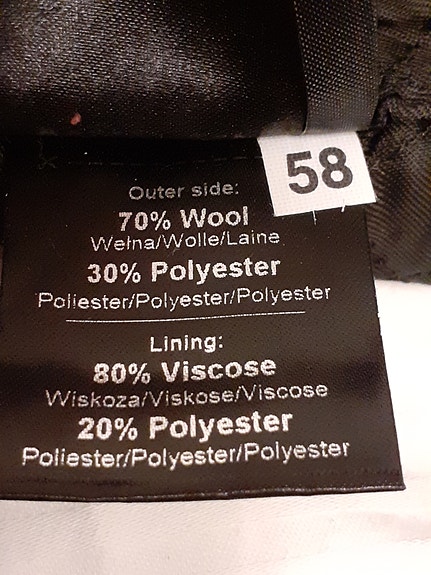 58
Outer side:
70% Wool
Wełna/Wolle/Laine
30% Polyester
Poliester/Polyester/Polyester
Lining:
80% Viscose
Wiskoza/Viskose/Viscose
20% Polyester
Poliester/Polyester/Polyester